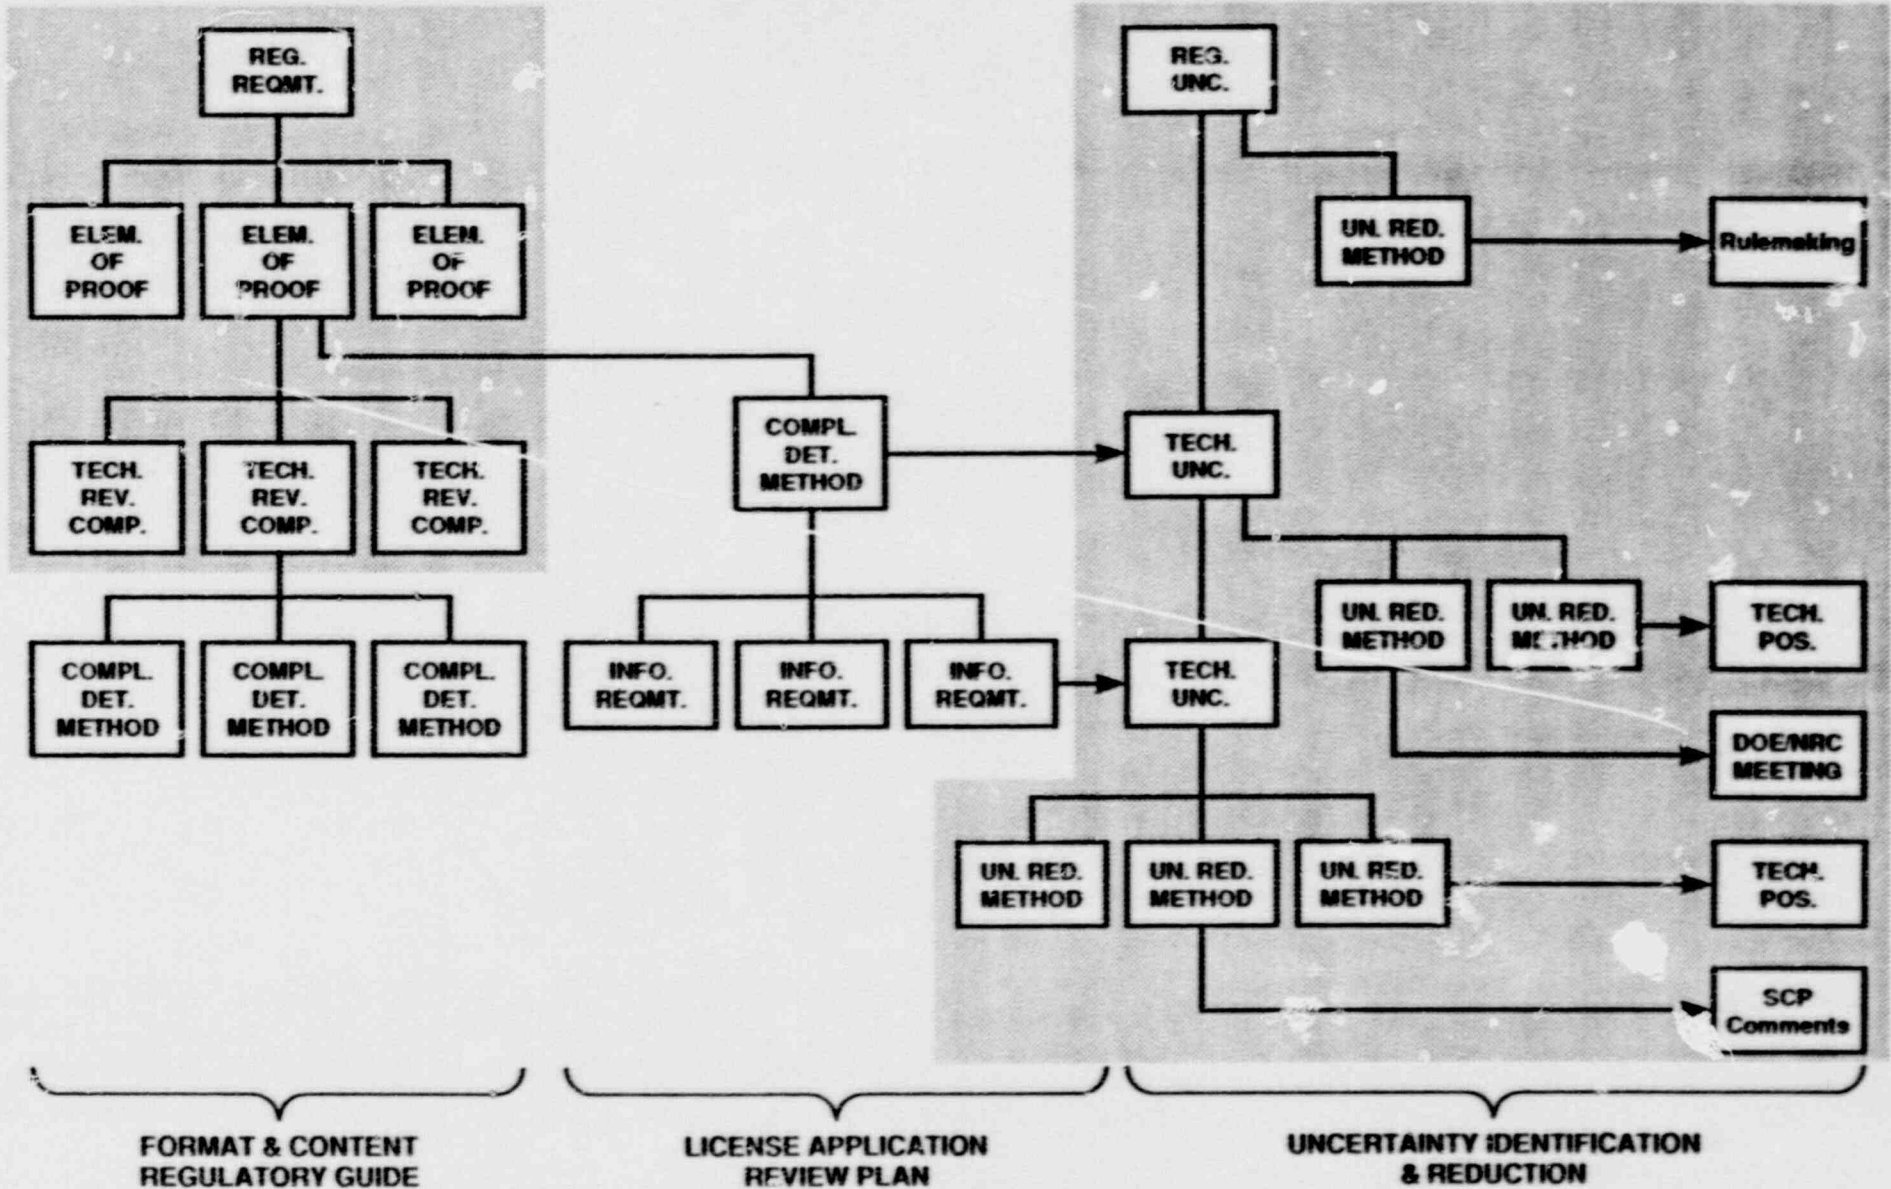 REG.
REQMT.
ELEM.
OF
PROOF
ELEM.
OF
PROOF
ELEM.
OF
PROOF
TECH.
REV.
COMP.
TECH.
REV.
COMP.
TECH.
REV.
COMP.
COMPL.
DET.
METHOD
COMPL.
DET.
METHOD
COMPL.
DET.
METHOD
COMPL.
DET.
METHOD
INFO.
REQMT.
INFO.
REQMT.
INFO.
REQMT.
REG.
UNC.
UN. RED.
METHOD
Rulemaking
TECH.
UNC.
UN. RED.
METHOD
UN. RED.
METHOD
TECH.
POS.
TECH.
UNC.
DOE/NRC
MEETING
UN. RED.
METHOD
UN. RED.
METHOD
UN. RED.
METHOD
TECH.
POS.
SCP
Comments
FORMAT & CONTENT
REGULATORY GUIDE
LICENSE APPLICATION
REVIEW PLAN
UNCERTAINTY IDENTIFICATION
& REDUCTION